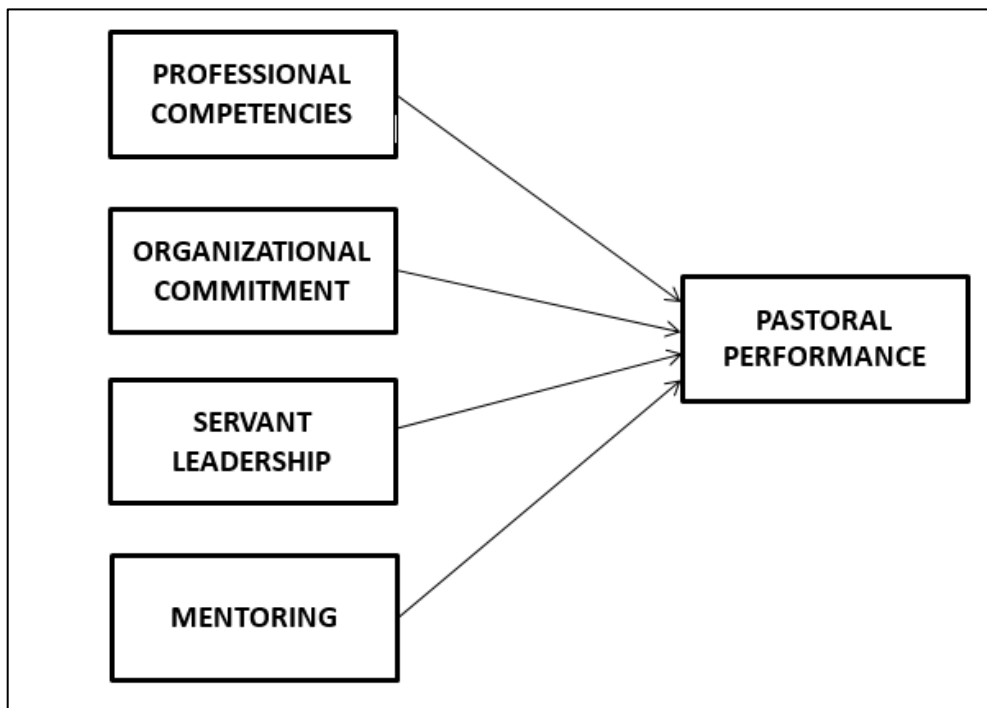 PROFESSIONAL
COMPETENCIES
ORGANIZATIONAL
COMMITMENT
SERVANT
LEADERSHIP
MENTORING
PASTORAL
PERFORMANCE